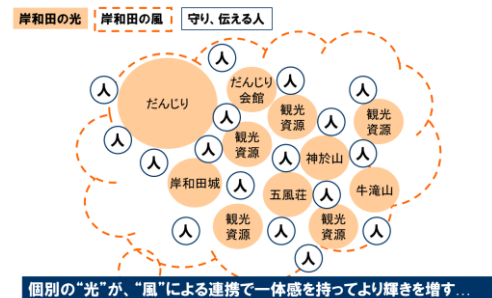 岸和田の光
岸和田の風
守り、伝える人
人
人
人
だんじり
だんじり
会館
観光
資源
観光
資源
人
人
人
人
観光
資源
人
人
神於山
人
人
岸和田城
人
五風荘
人
牛滝山
人
観光
資源
人
観光
資源
人
人
個別の“光”が、“風”による連携で一体感を持ってより輝きを増す…